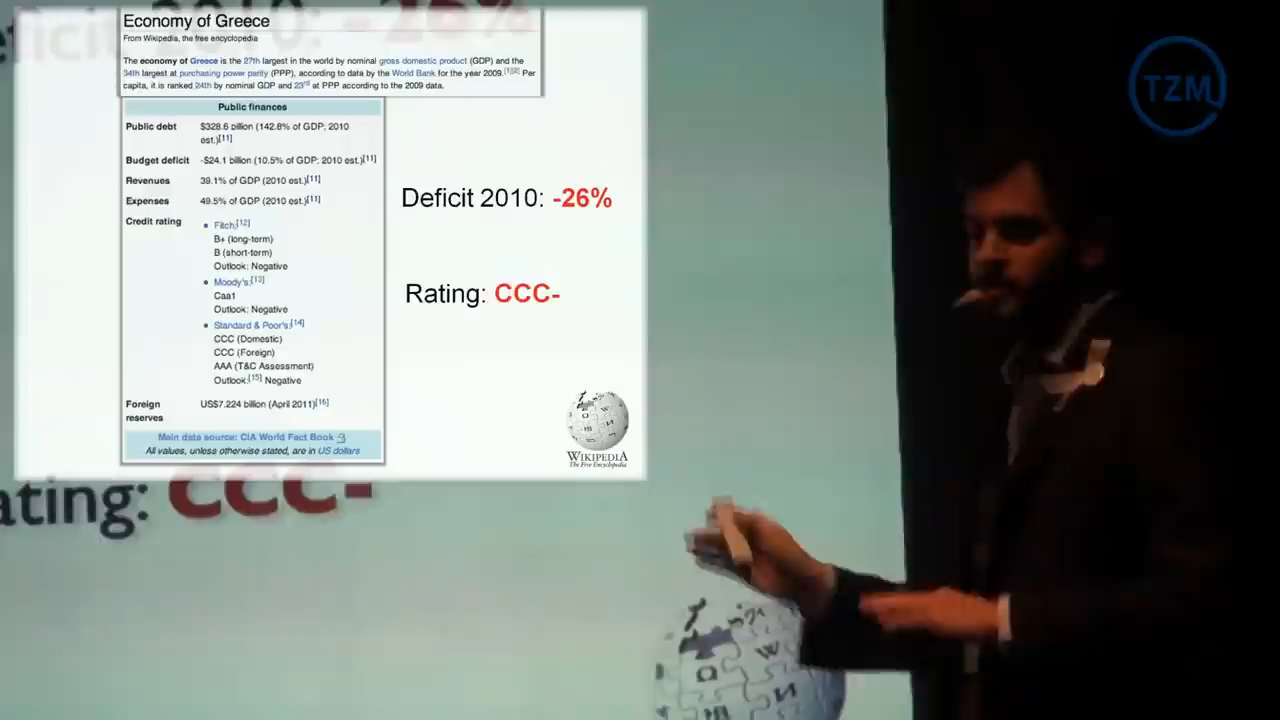 Economy of Greece
From Wikipedia, the free encyclopedia
The economy of Greece is the 27th largest in the world by nominal gross domestic product (GDP) and the
34th largest at purchasing power parity (PPP), according to data by the World Bank for the year 2009.[1][2] Per
capita, it is ranked 24th by nominal GDP and 23rd at PPP according to the 2009 data.
Public finances
Public debt $328.6 billion (142.8% of GDP; 2010
est.)[11]
Budget deficit -$24.1 billion (10.5% of GDP; 2010 est.)[11]
Revenues 39.1% of GDP (2010 est.)[11]
Expenses 49.5% of GDP (2010 est.)[11]
Credit rating
• Fitch:[12]
B+ (long-term)
B (short-term)
Outlook: Negative
• Moody's:[13]
Caa1
Outlook: Negative
• Standard & Poor's:[14]
CCC (Domestic)
CCC (Foreign)
AAA (T&C Assessment)
Outlook:[15] Negative
Foreign US$7.224 billion (April 2011)[16]
reserves
Main data source: CIA World Fact Book
All values, unless otherwise stated, are in US dollars
Deficit 2010: -26%
Rating: CCC-
WIKIPEDIA
The Free Encyclopedia
TZM
eficit 2010: -26%
ating: CCC-
Ω W
И